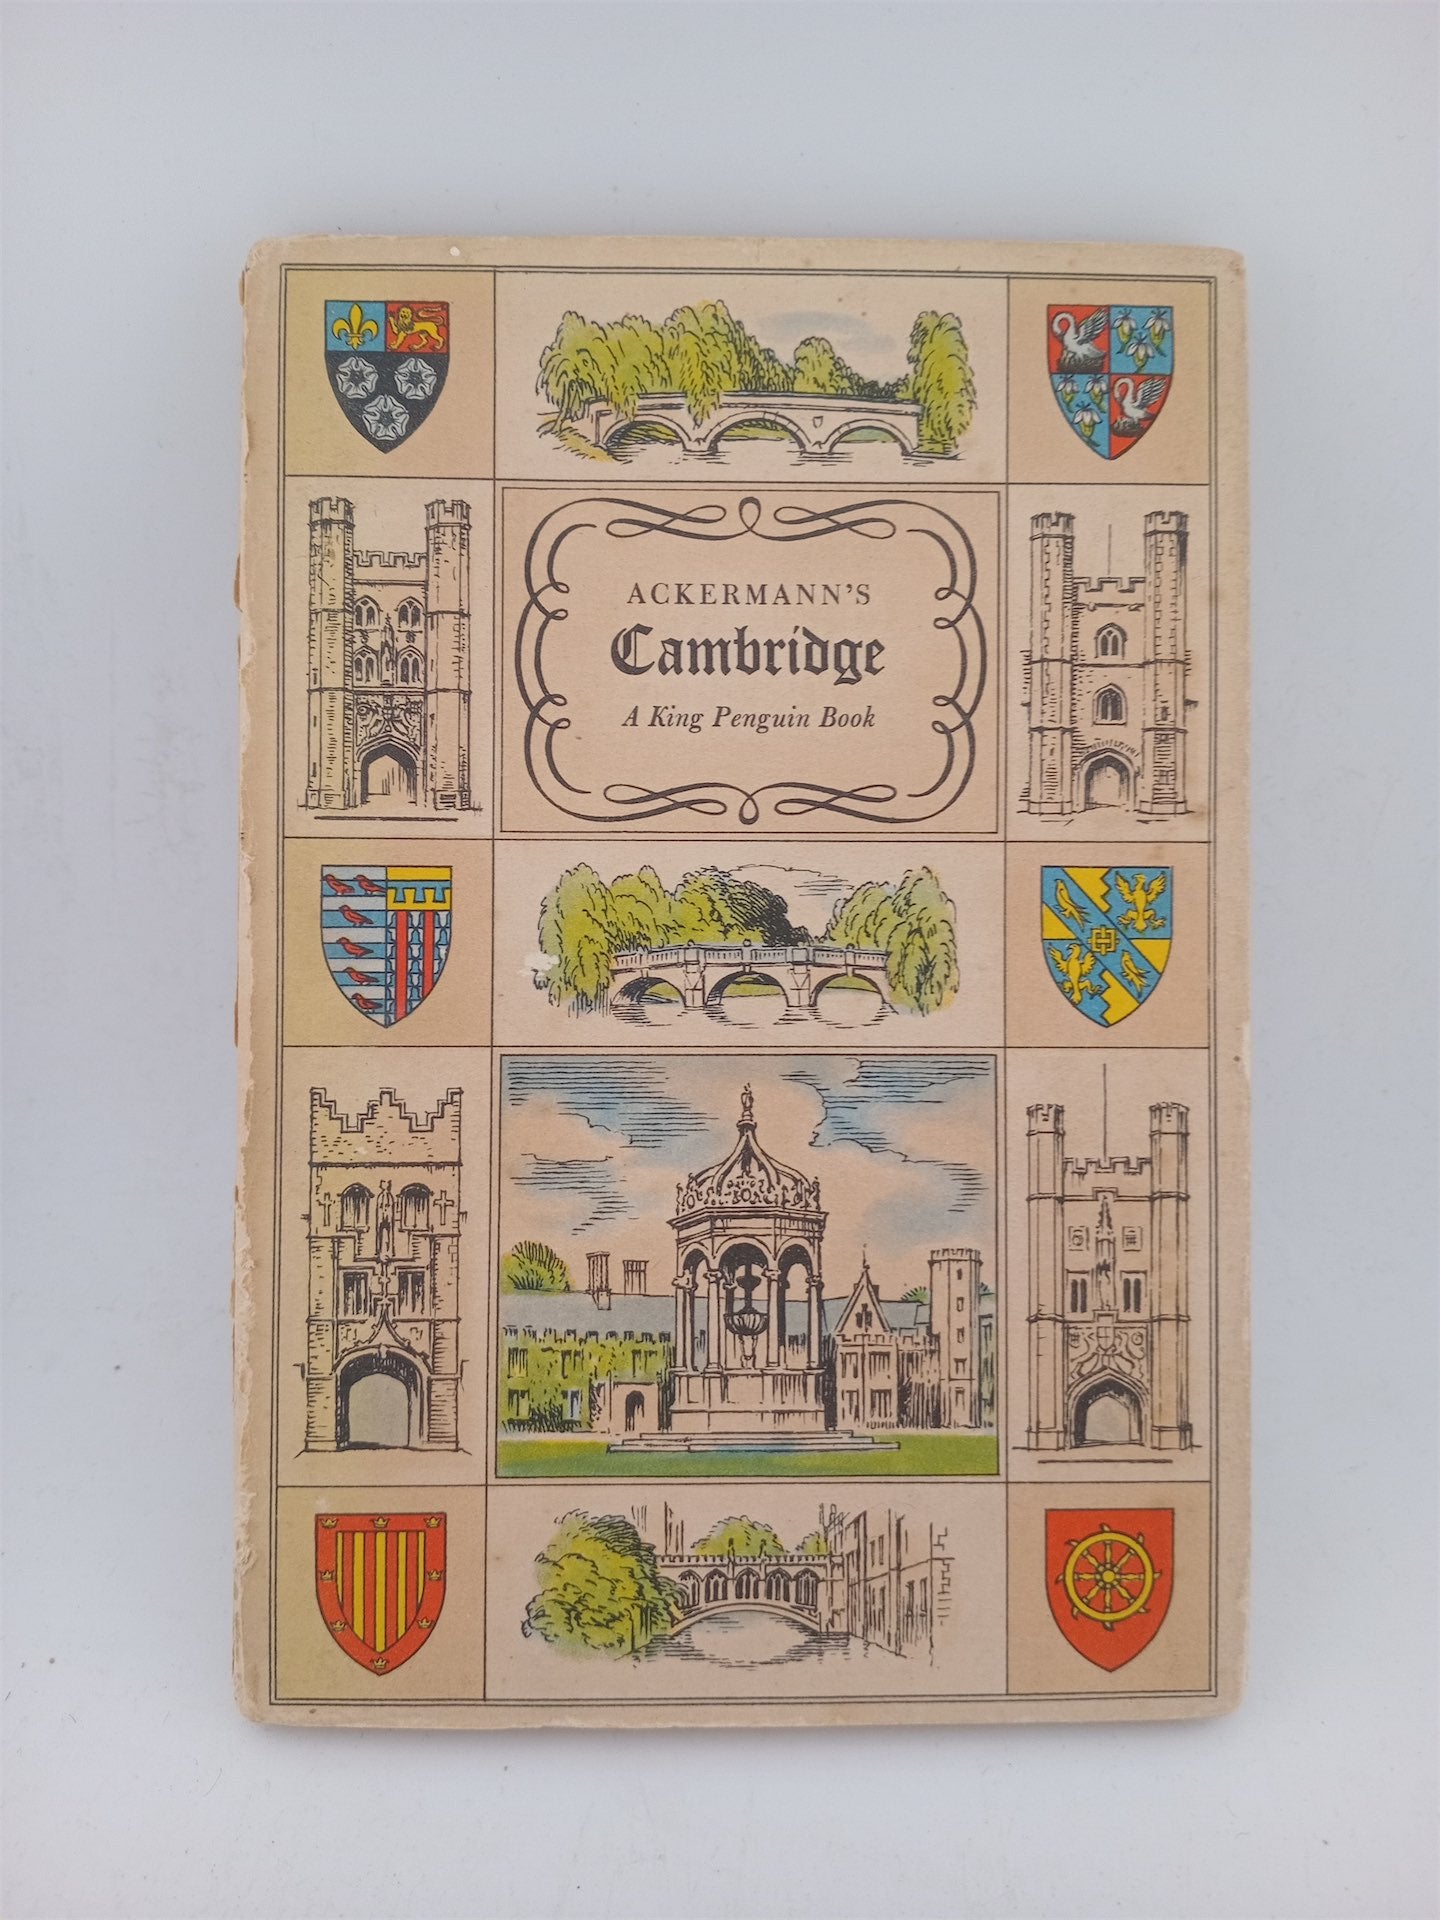 ACKERMANN'S
Cambridge
A King Penguin Book